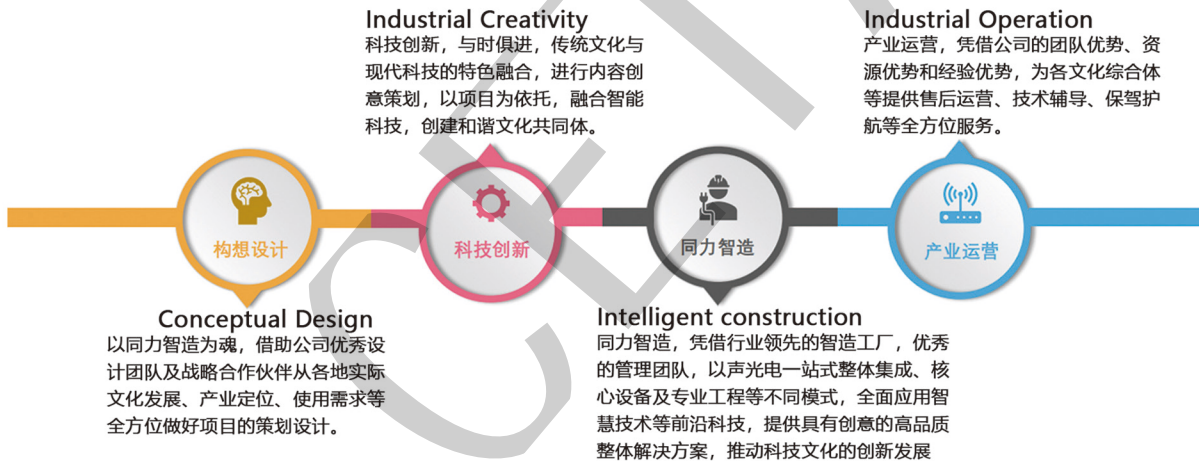 Industrial Creativity
科技创新，与时俱进，传统文化与
现代科技的特色融合，进行内容创
意策划，以项目为依托，融合智能
科技，创建和谐文化共同体。
Industrial Operation
产业运营，凭借公司的团队优势、资
源优势和经验优势，为各文化综合体
等提供售后运营、技术辅导、保驾护
航等全方位服务。
构想设计
科技创新
同力智造
产业运营
Conceptual Design
以同力智造为魂，借助公司优秀设
计团队及战略合作伙伴从各地实际
文化发展、产业定位、使用需求等
全方位做好项目的策划设计。
Intelligent construction
同力智造，凭借行业领先的智造工厂，优秀
的管理团队，以声光电一站式整体集成、核
心设备及专业工程等不同模式，全面应用智
慧技术等前沿科技，提供具有创意的高品质
整体解决方案，推动科技文化的创新发展